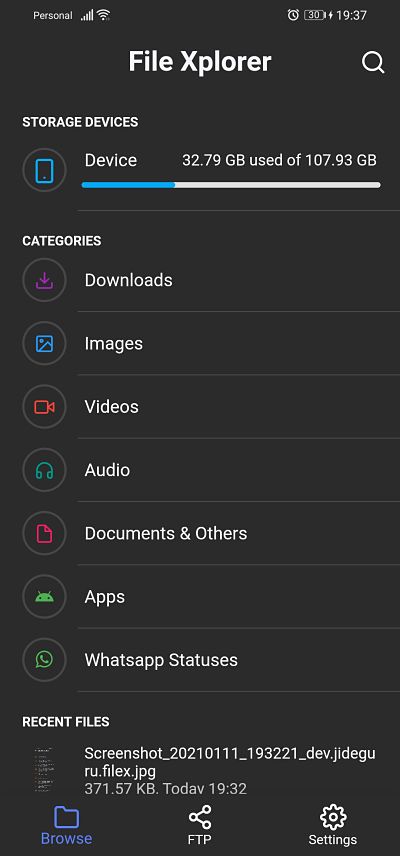 Personal 30 19:37
File Xplorer
STORAGE DEVICES
Device 32.79 GB used of 107.93 GB
CATEGORIES
Downloads
Images
Videos
Audio
Documents & Others
Apps
Whatsapp Statuses
RECENT FILES
Screenshot_20210111_193221_dev.jidegu
ru.filex.jpg
371.57 KB, Today 19:32
Browse FTP Settings